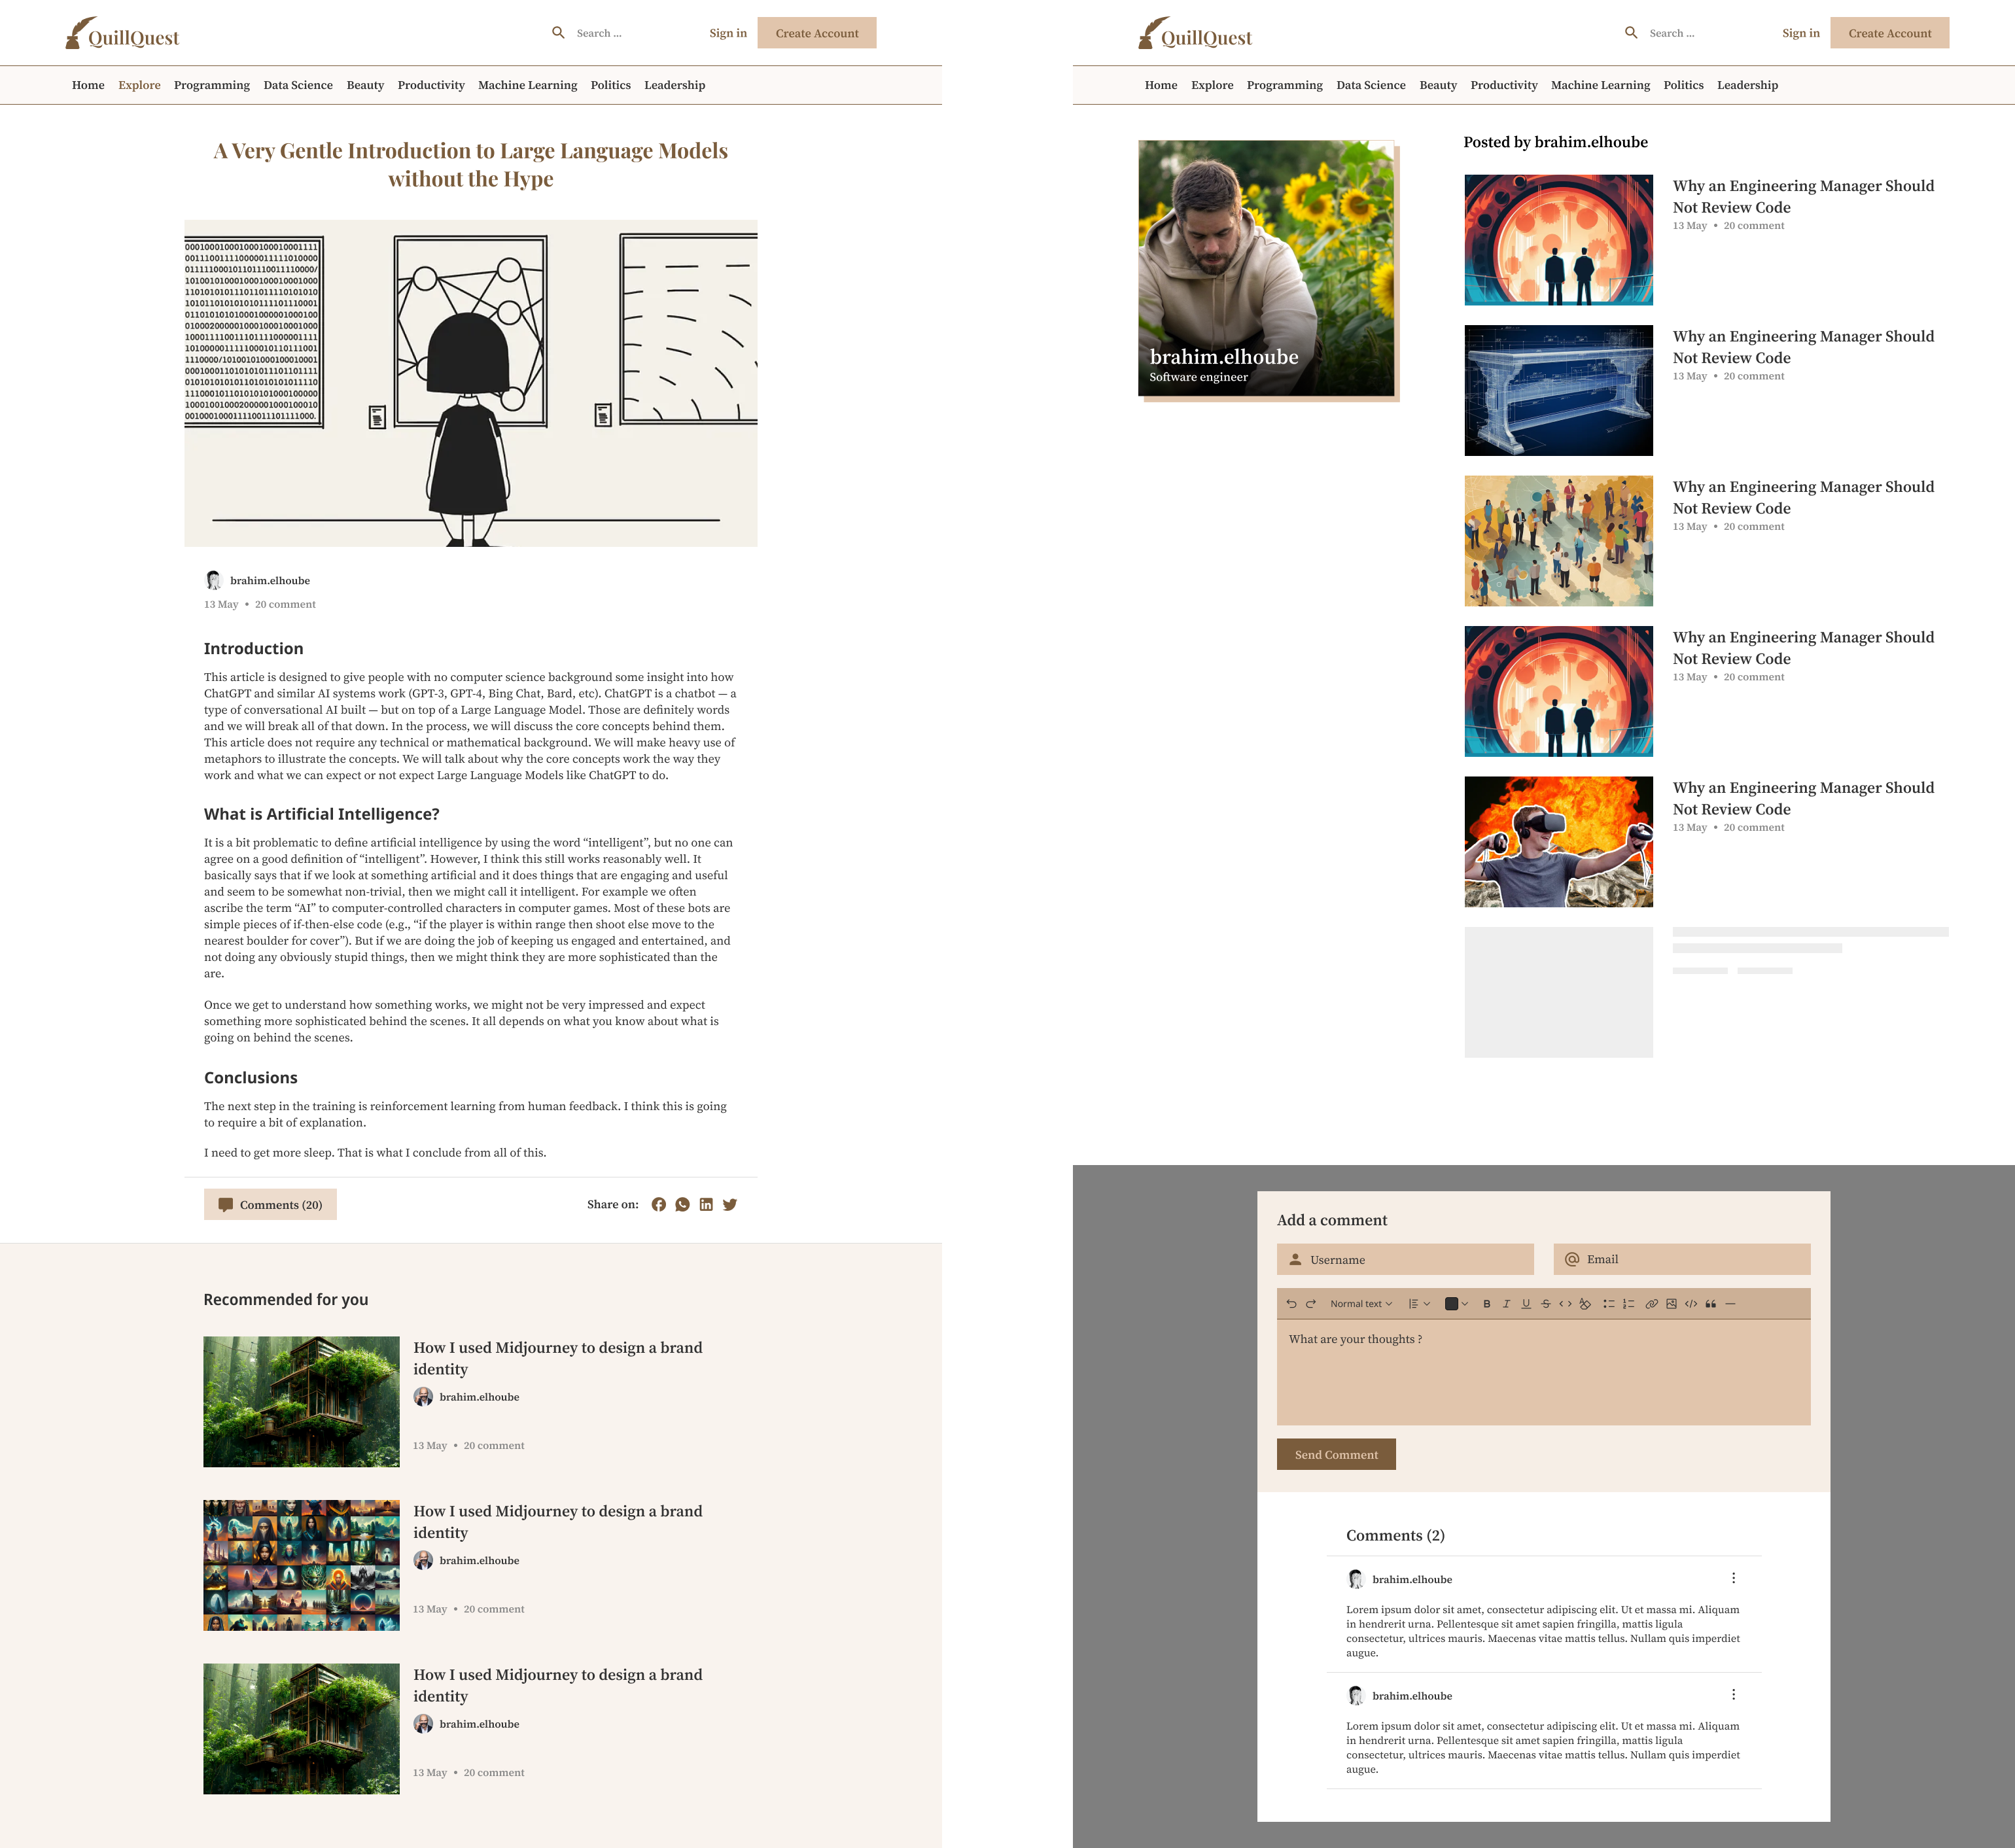 QuillQuest
Search ...
Sign in
Create Account
Home Explore Programming Data Science Beauty Productivity Machine Learning Politics Leadership
A Very Gentle Introduction to Large Language Models
without the Hype
brahim.elhoube
13 May • 20 comment
Introduction
This article is designed to give people with no computer science background some insight into how
ChatGPT and similar AI systems work (GPT-3, GPT-4, Bing Chat, Bard, etc). ChatGPT is a chatbot — a
type of conversational AI built — but on top of a Large Language Model. Those are definitely words
and we will break all of that down. In the process, we will discuss the core concepts behind them.
This article does not require any technical or mathematical background. We will make heavy use of
metaphors to illustrate the concepts. We will talk about why the core concepts work the way they
work and what we can expect or not expect Large Language Models like ChatGPT to do.
What is Artificial Intelligence?
It is a bit problematic to define artificial intelligence by using the word “intelligent”, but no one can
agree on a good definition of “intelligent”. However, I think this still works reasonably well. It
basically says that if we look at something artificial and it does things that are engaging and useful
and seem to be somewhat non-trivial, then we might call it intelligent. For example we often
ascribe the term “AI” to computer-controlled characters in computer games. Most of these bots are
simple pieces of if-then-else code (e.g., “if the player is within range then shoot else move to the
nearest boulder for cover”). But if we are doing the job of keeping us engaged and entertained, and
not doing any obviously stupid things, then we might think they are more sophisticated than the
are.
Once we get to understand how something works, we might not be very impressed and expect
something more sophisticated behind the scenes. It all depends on what you know about what is
going on behind the scenes.
Conclusions
The next step in the training is reinforcement learning from human feedback. I think this is going
to require a bit of explanation.
I need to get more sleep. That is what I conclude from all of this.
Comments (20)
Share on:
Recommended for you
How I used Midjourney to design a brand
identity
brahim.elhoube
13 May • 20 comment
How I used Midjourney to design a brand
identity
brahim.elhoube
13 May • 20 comment
How I used Midjourney to design a brand
identity
brahim.elhoube
13 May • 20 comment
QuillQuest
Search ...
Sign in
Create Account
Home Explore Programming Data Science Beauty Productivity Machine Learning Politics Leadership
brahim.elhoube
Software engineer
Posted by brahim.elhoube
Why an Engineering Manager Should
Not Review Code
13 May • 20 comment
Why an Engineering Manager Should
Not Review Code
13 May • 20 comment
Why an Engineering Manager Should
Not Review Code
13 May • 20 comment
Why an Engineering Manager Should
Not Review Code
13 May • 20 comment
Why an Engineering Manager Should
Not Review Code
13 May • 20 comment
Add a comment
Username
Email
Normal text
What are your thoughts ?
Send Comment
Comments (2)
brahim.elhoube
Lorem ipsum dolor sit amet, consectetur adipiscing elit. Ut et massa mi. Aliquam
in hendrerit urna. Pellentesque sit amet sapien fringilla, mattis ligula
consectetur, ultrices mauris. Maecenas vitae mattis tellus. Nullam quis imperdiet
augue.
brahim.elhoube
Lorem ipsum dolor sit amet, consectetur adipiscing elit. Ut et massa mi. Aliquam
in hendrerit urna. Pellentesque sit amet sapien fringilla, mattis ligula
consectetur, ultrices mauris. Maecenas vitae mattis tellus. Nullam quis imperdiet
augue.